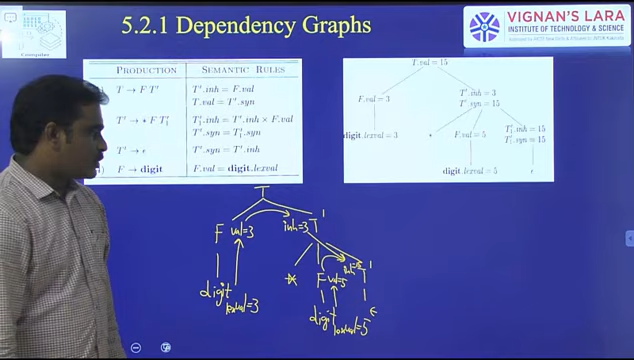 5.2.1 Dependency Graphs
VIGNAN'S LARA
INSTITUTE OF TECHNOLOGY & SCIENCE
PRODUCTION SEMANTIC RULES
T → F T' T'.inh = F.val
T.val = T'.syn
T' → * F T'₁ T'₁.inh = T'.inh × F.val
T'.syn = T'₁.syn
T' → ϵ T'.syn = T'.inh
F → digit F.val = digit.lexval
T.val = 15
F.val = 3
T'.inh = 3
T'.syn = 15
digit.lexval = 3
*
F.val = 5
T'₁.inh = 15
T'₁.syn = 15
digit.lexval = 5
ϵ
T
F val=3 inh=3 T'
digit
lexval=3
*
F val=5
T'
digit
lexval=5
ϵ